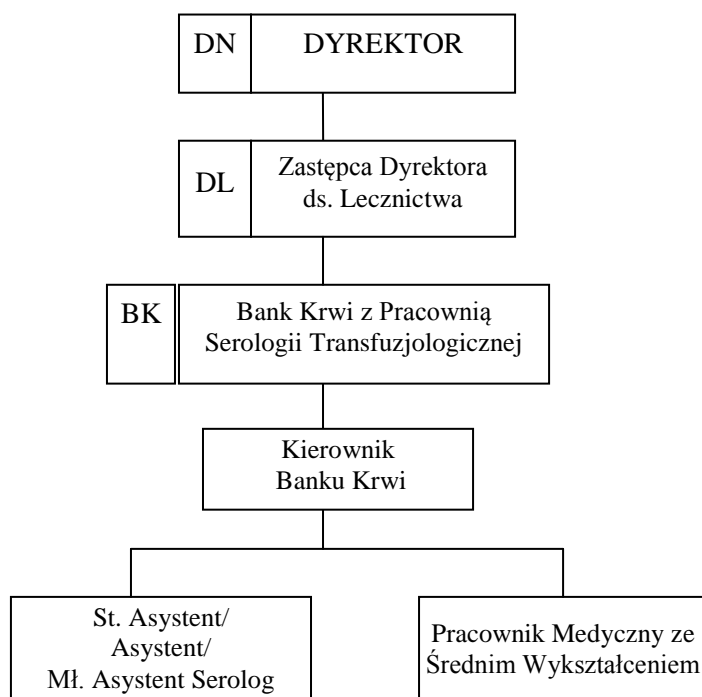 DN DYREKTOR
DL
Zastępca Dyrektora
ds. Lecznictwa
BK
Bank Krwi z Pracownią
Serologii Transfuzjologicznej
Kierownik
Banku Krwi
St. Asystent/
Asystent/
Mł. Asystent Serolog
Pracownik Medyczny ze
Średnim Wykształceniem